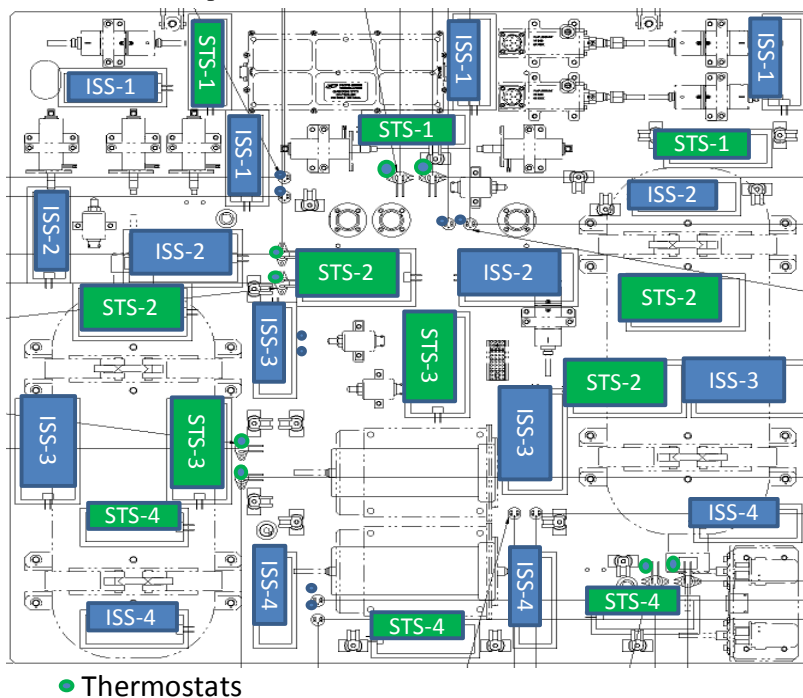 STS-1
ISS-1
ISS-1
ISS-1
ISS-1
STS-1
STS-1
ISS-2
ISS-2
ISS-2
STS-2
ISS-2
STS-2
STS-2
ISS-3
STS-3
STS-2
ISS-3
ISS-3
STS-3
ISS-3
STS-4
ISS-4
ISS-4
ISS-4
ISS-4
STS-4
STS-4
Thermostats